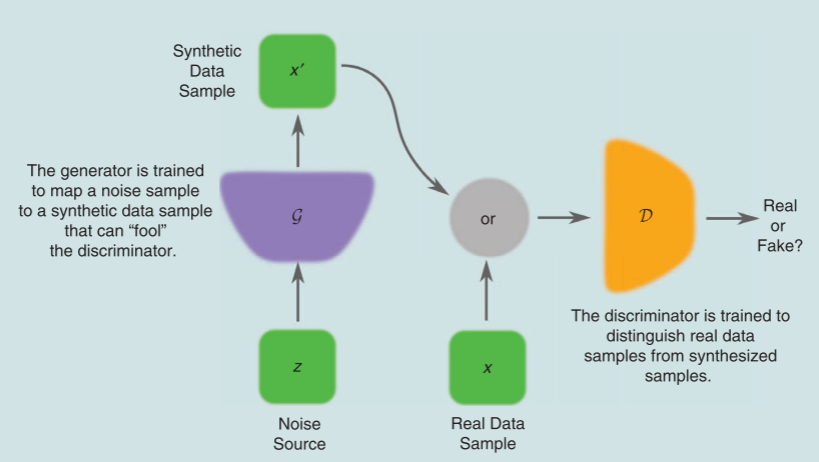 Synthetic
Data
Sample
x′
The generator is trained
to map a noise sample
to a synthetic data sample
that can “fool”
the discriminator.
G
or
D
Real
or
Fake?
z
Noise
Source
x
Real Data
Sample
The discriminator is trained to
distinguish real data
samples from synthesized
samples.